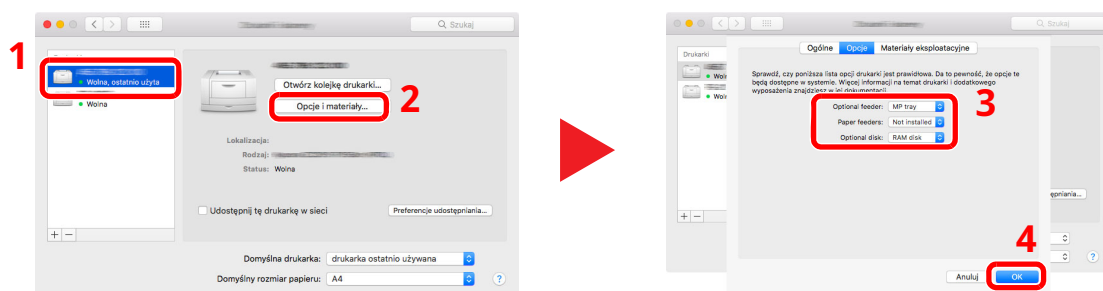 Szukaj
1
Wolna, ostatnio użyta
Wolna
Otwórz kolejkę drukarki...
Opcje i materiały...
2
Lokalizacja:
Rodzaj:
Status: Wolna
Udostępnij tę drukarkę w sieci
Preferencje udostępniania...
+ −
Domyślna drukarka: drukarka ostatnio używana
Domyślny rozmiar papieru: A4
?
Szukaj
Drukarki
Ogólne Opcje Materiały eksploatacyjne
Sprawdź, czy poniższa lista opcji drukarki jest prawidłowa. Da to pewność, że opcje te
będą dostępne w systemie. Więcej informacji na temat drukarki i dodatkowego
wyposażenia znajdziesz w jej dokumentacji.
Optional feeder: MP tray
Paper feeders: Not installed
Optional disk: RAM disk
3
+ −
4
?
Anuluj OK